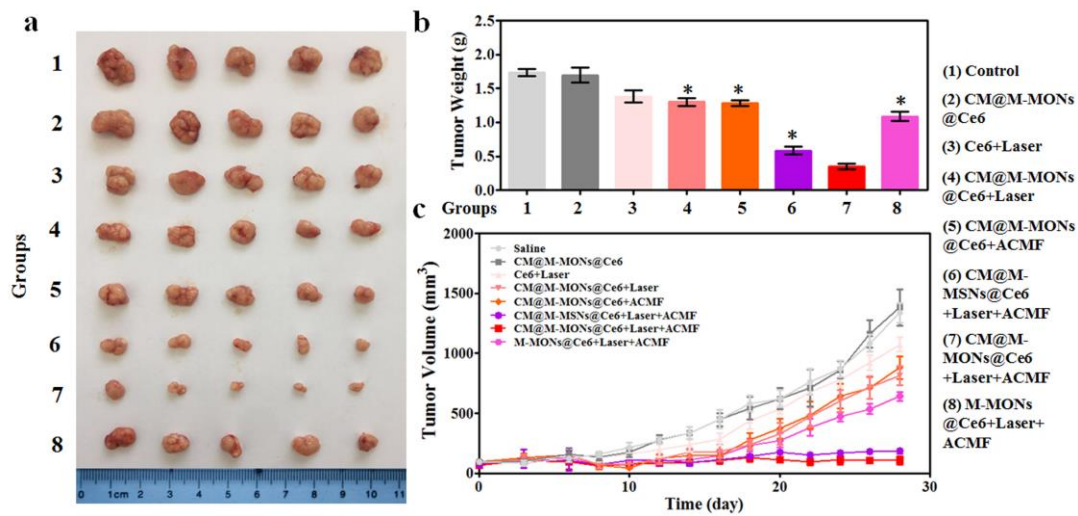 a
Groups
1
2
3
4
5
6
7
8
0 1cm 2 3 4 5 6 7 8 9 10 11
b
Tumor Weight (g)
2.5
2.0
1.5
1.0
0.5
0.0
* * * *
Groups 1 2 3 4 5 6 7 8
c
Tumor Volume (mm³)
2000
1500
1000
500
0
Saline
CM@M-MONs@Ce6
Ce6+Laser
CM@M-MONs@Ce6+Laser
CM@M-MONs@Ce6+ACMF
CM@M-MSNs@Ce6+Laser+ACMF
CM@M-MONs@Ce6+Laser+ACMF
M-MONs@Ce6+Laser+ACMF
0 10 20 30
Time (day)
(1) Control
(2) CM@M-MONs
@Ce6
(3) Ce6+Laser
(4) CM@M-MONs
@Ce6+Laser
(5) CM@M-MONs
@Ce6+ACMF
(6) CM@M-
MSNs@Ce6
+Laser+ACMF
(7) CM@M-
MONs@Ce6
+Laser+ACMF
(8) M-MONs
@Ce6+Laser+
ACMF